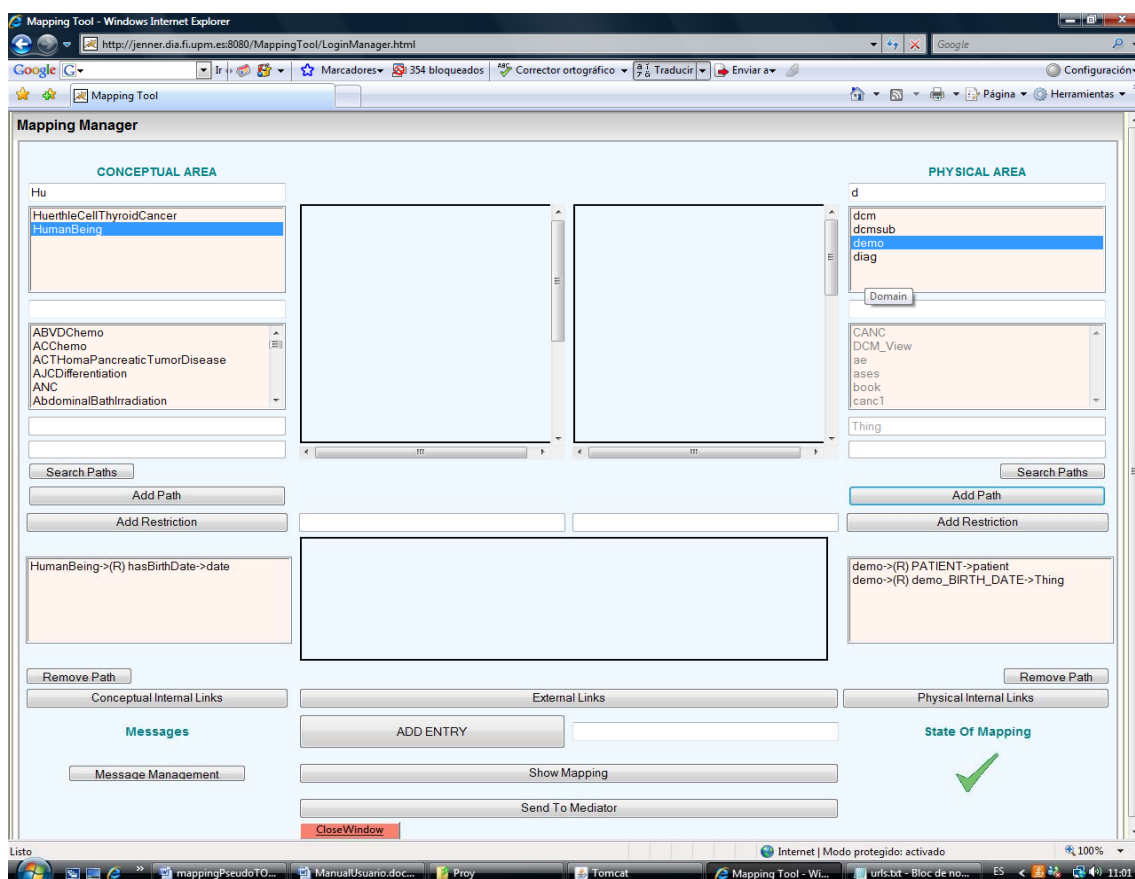 Mapping Tool - Windows Internet Explorer
http://jenner.dia.fi.upm.es:8080/MappingTool/LoginManager.html
Google
Google
G
Ir
Marcadores
354 bloqueados
Corrector ortográfico
Traducir
Enviar a
Configuración
Mapping Tool
Página
Herramientas
Mapping Manager
CONCEPTUAL AREA
PHYSICAL AREA
Hu
d
HuerthleCellThyroidCancer
HumanBeing
dcm
dcmsub
demo
diag
Domain
ABVDChemo
ACChemo
ACTHomaPancreaticTumorDisease
AJCDifferentiation
ANC
AbdominalBathIrradiation
CANC
DCM_View
ae
ases
book
canc1
Thing
Search Paths
Search Paths
Add Path
Add Path
Add Restriction
Add Restriction
HumanBeing->(R) hasBirthDate->date
demo->(R) PATIENT->patient
demo->(R) demo_BIRTH_DATE->Thing
Remove Path
Remove Path
Conceptual Internal Links
External Links
Physical Internal Links
Messages
ADD ENTRY
State Of Mapping
Message Management
Show Mapping
Send To Mediator
CloseWindow
Listo
Internet | Modo protegido: activado
100%
mappingPseudoTO...
ManualUsuario.doc...
Proy
Tomcat
Mapping Tool - Wi...
urls.txt - Bloc de no...
ES
11:01